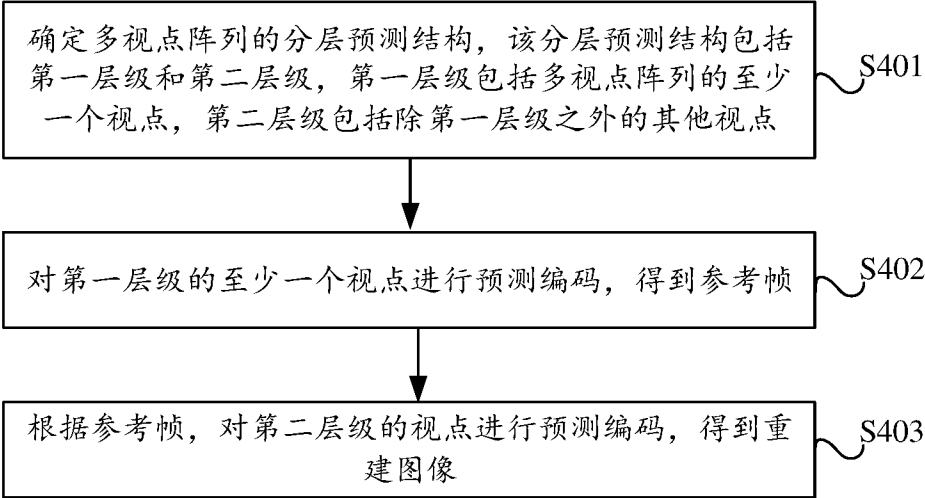 确定多视点阵列的分层预测结构，该分层预测结构包括
第一层级和第二层级，第一层级包括多视点阵列的至少
一个视点，第二层级包括除第一层级之外的其他视点
S401
对第一层级的至少一个视点进行预测编码，得到参考帧
S402
根据参考帧，对第二层级的视点进行预测编码，得到重
建图像
S403